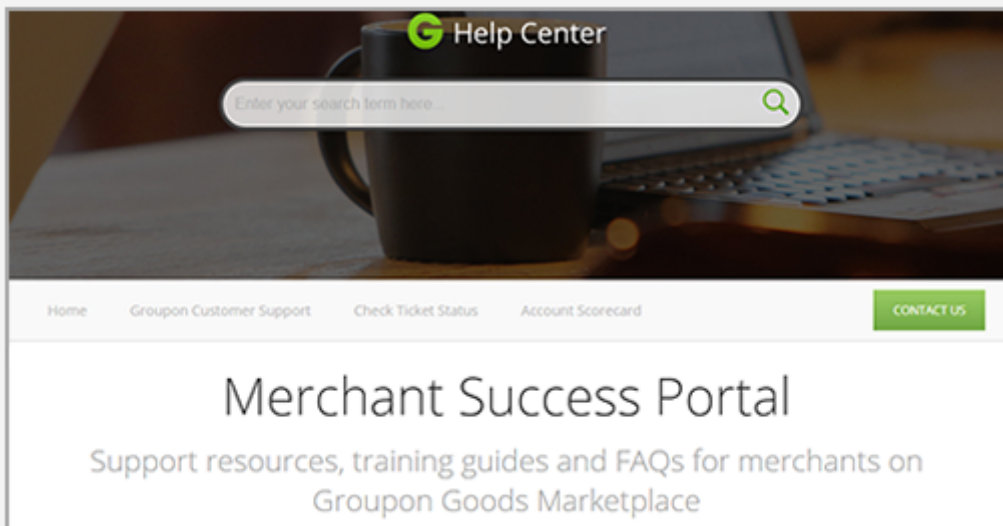 G Help Center
Enter your search term here...
Home Groupon Customer Support Check Ticket Status Account Scorecard CONTACT US
Merchant Success Portal
Support resources, training guides and FAQs for merchants on
Groupon Goods Marketplace